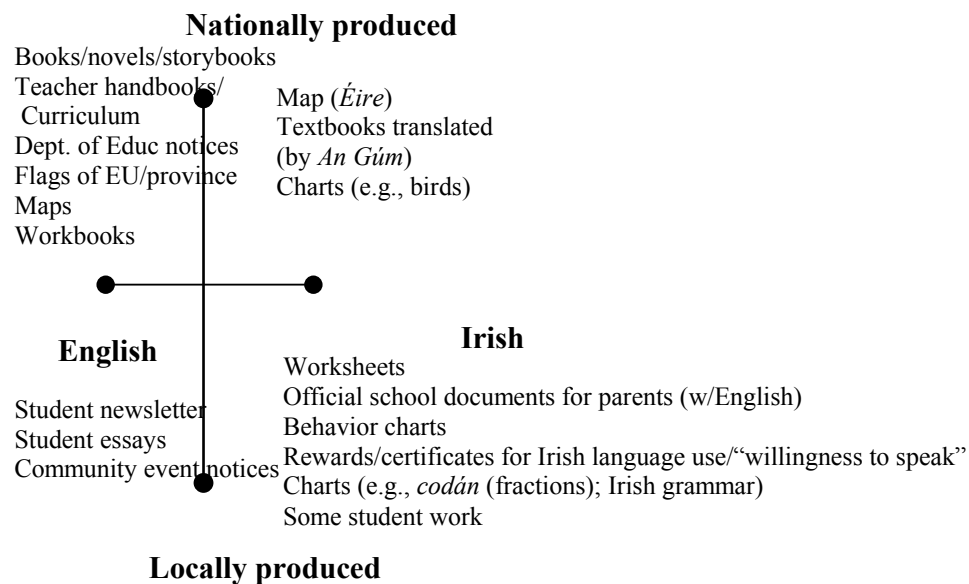 Nationally produced
Books/novels/storybooks
Teacher handbooks/
Curriculum
Dept. of Educ notices
Flags of EU/province
Maps
Workbooks
Map (Éire)
Textbooks translated
(by An Gúm)
Charts (e.g., birds)
English
Irish
Student newsletter
Student essays
Community event notices
Worksheets
Official school documents for parents (w/English)
Behavior charts
Rewards/certificates for Irish language use/“willingness to speak”
Charts (e.g., codán (fractions); Irish grammar)
Some student work
Locally produced